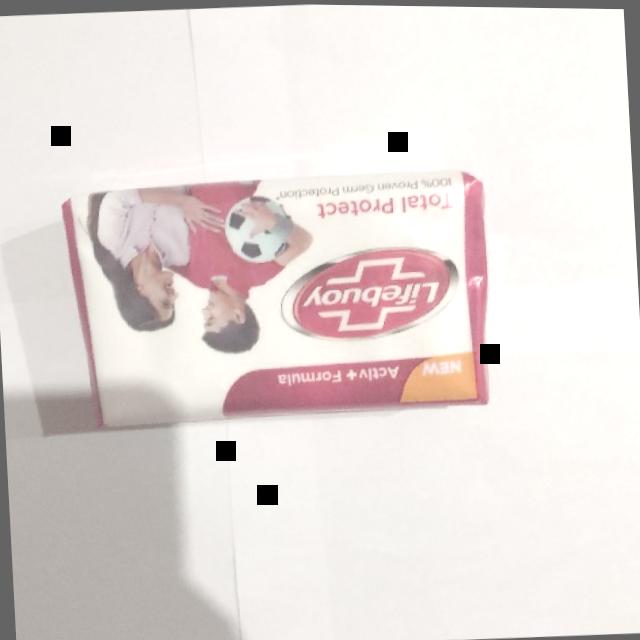 NEW
Activ+Formula
Lifebuoy
Total Protect
100% Proven Germ Protection*